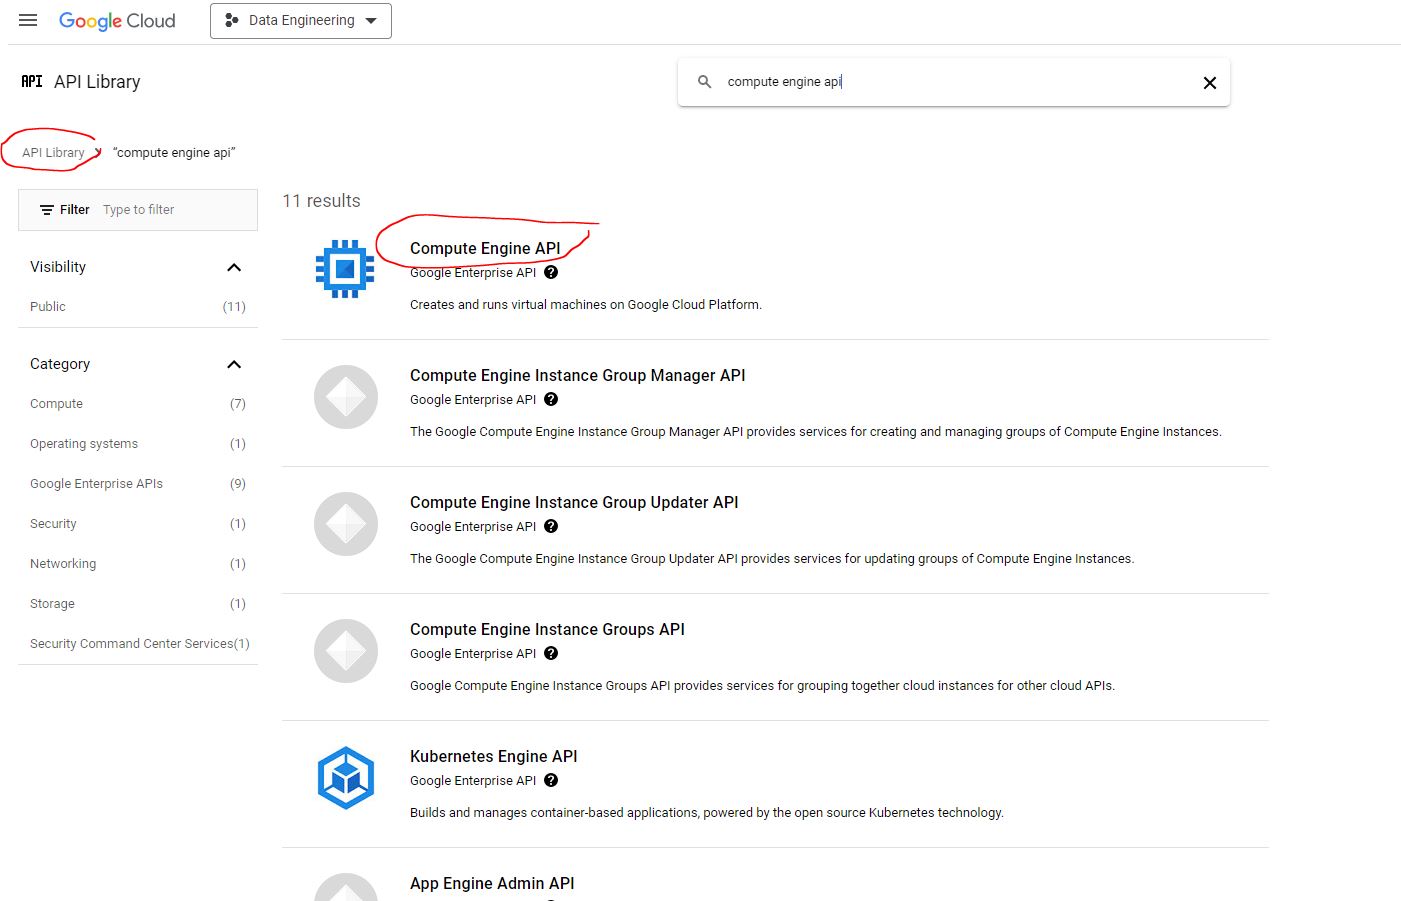 Google Cloud
Data Engineering
API API Library
compute engine api
API Library
“compute engine api”
Filter Type to filter
11 results
Visibility
Public (11)
Category
Compute (7)
Operating systems (1)
Google Enterprise APIs (9)
Security (1)
Networking (1)
Storage (1)
Security Command Center Services(1)
Compute Engine API
Google Enterprise API ?
Creates and runs virtual machines on Google Cloud Platform.
Compute Engine Instance Group Manager API
Google Enterprise API ?
The Google Compute Engine Instance Group Manager API provides services for creating and managing groups of Compute Engine Instances.
Compute Engine Instance Group Updater API
Google Enterprise API ?
The Google Compute Engine Instance Group Updater API provides services for updating groups of Compute Engine Instances.
Compute Engine Instance Groups API
Google Enterprise API ?
Google Compute Engine Instance Groups API provides services for grouping together cloud instances for other cloud APIs.
Kubernetes Engine API
Google Enterprise API ?
Builds and manages container-based applications, powered by the open source Kubernetes technology.
App Engine Admin API